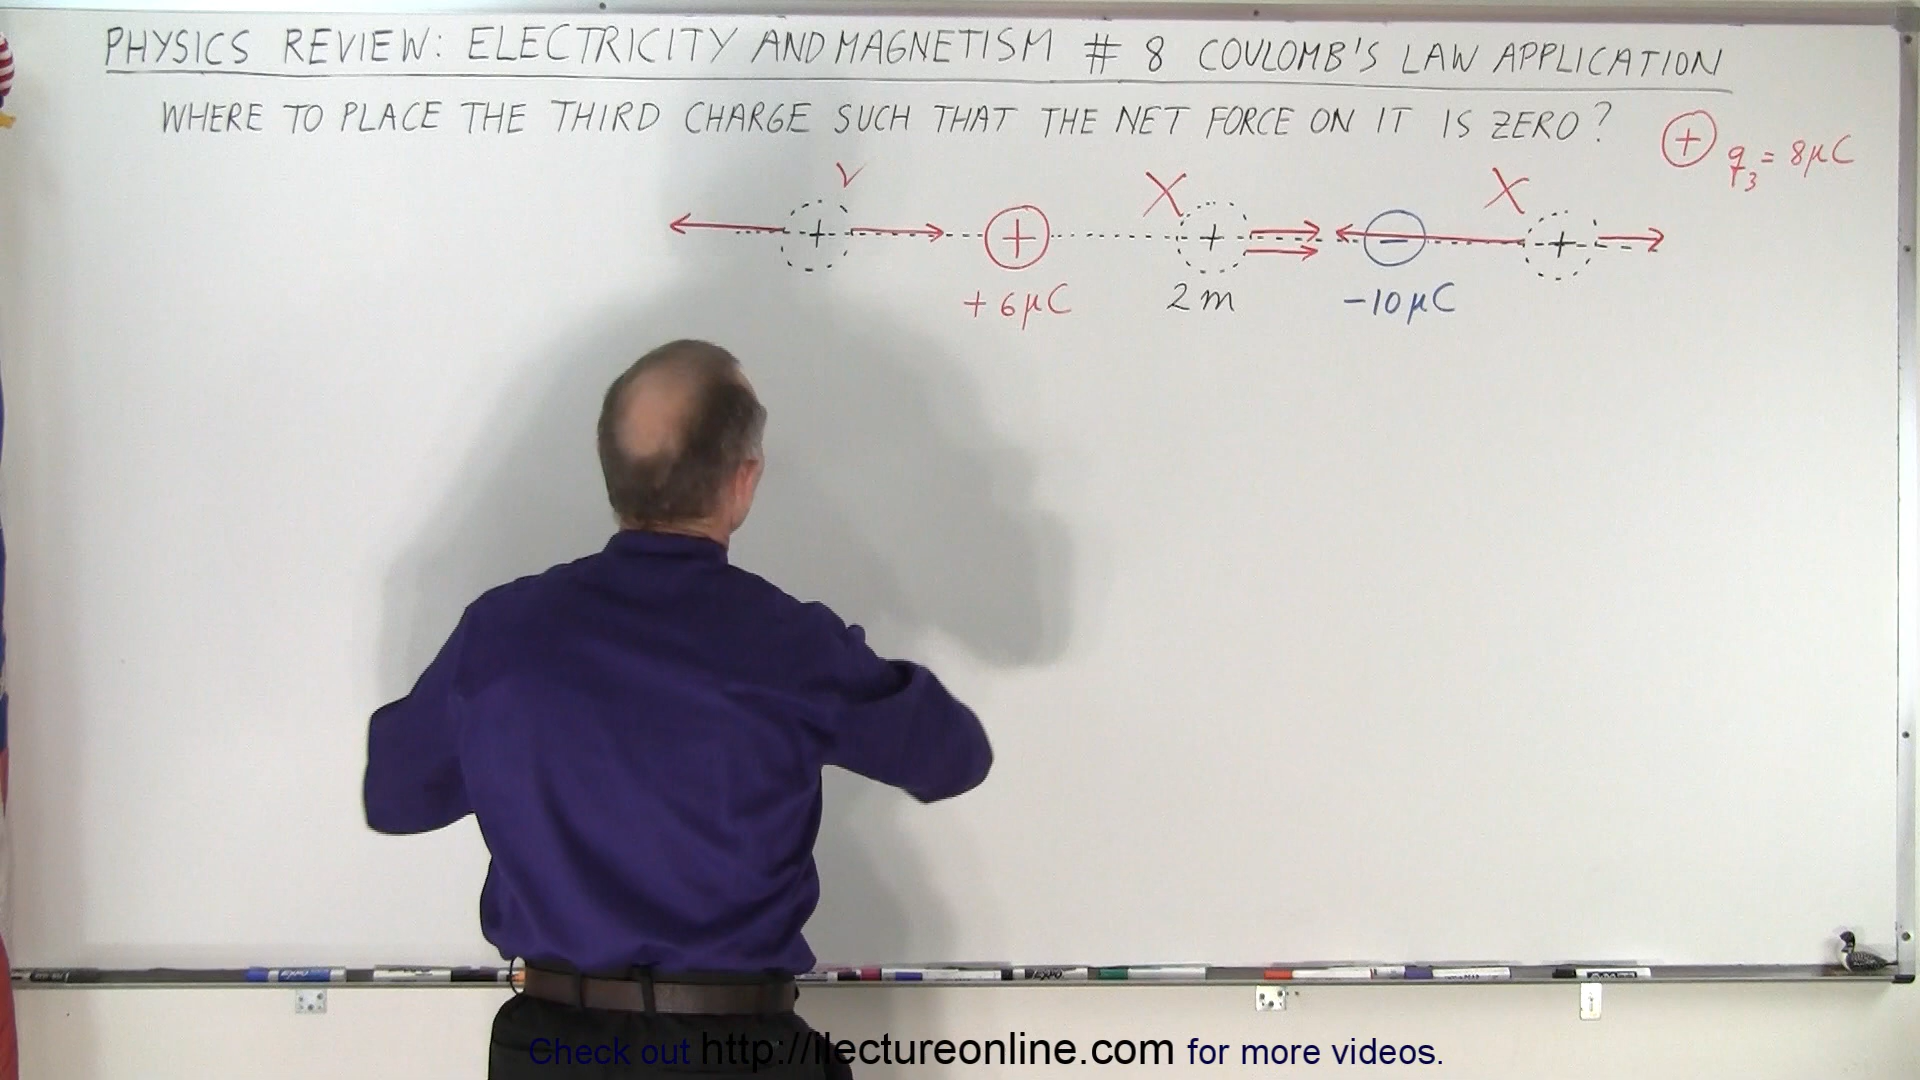 PHYSICS REVIEW: ELECTRICITY AND MAGNETISM # 8 COULOMB'S LAW APPLICATION
WHERE TO PLACE THE THIRD CHARGE SUCH THAT THE NET FORCE ON IT IS ZERO?
+ q3 = 8μC
✓ X X
+ + + − +
+6μC 2m −10μC
EXPO
Check out http://ilectureonline.com for more videos.